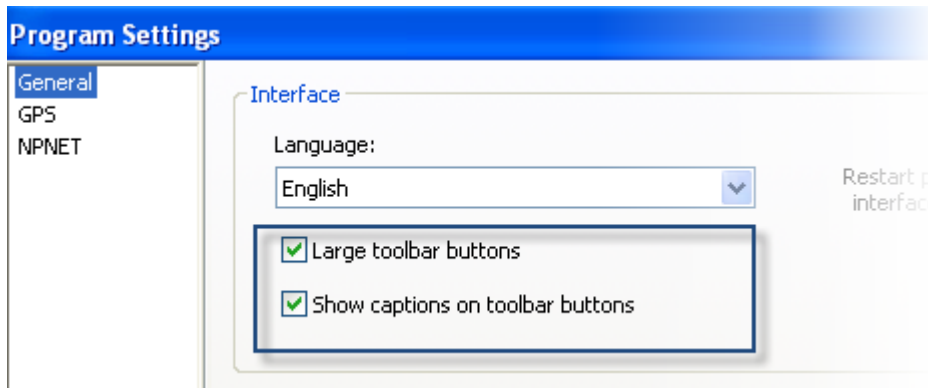 Program Settings
General
GPS
NPNET
Interface
Language:
English
Restart
Large toolbar buttons
Show captions on toolbar buttons